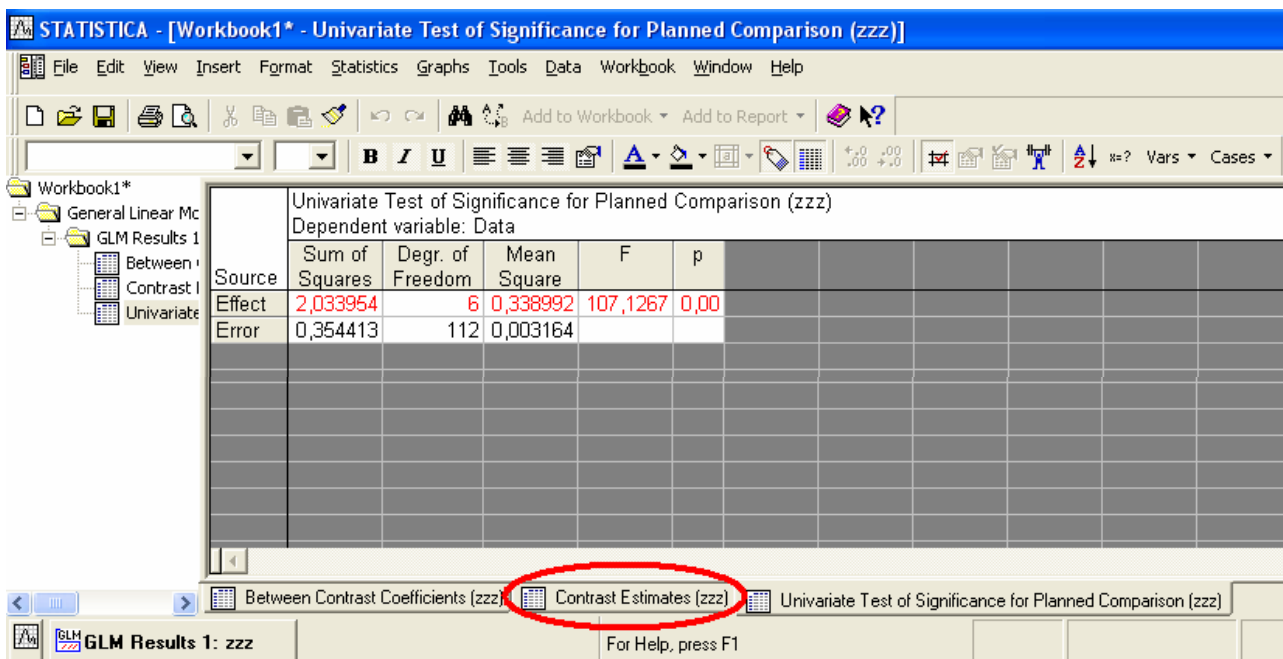 STATISTICA - [Workbook1* - Univariate Test of Significance for Planned Comparison (zzz)]
File Edit View Insert Format Statistics Graphs Tools Data Workbook Window Help
Add to Workbook Add to Report
B I U A x=? Vars Cases
Workbook1*
General Linear Mo
GLM Results 1
Between
Contrast
Univariate
Univariate Test of Significance for Planned Comparison (zzz)
Dependent variable: Data
Source Sum of Squares Degr. of Freedom Mean Square F p
Effect 2,033954 6 0,338992 107,1267 0,00
Error 0,354413 112 0,003164
Between Contrast Coefficients (zzz) Contrast Estimates (zzz) Univariate Test of Significance for Planned Comparison (zzz)
GLM GLM Results 1: zzz For Help, press F1